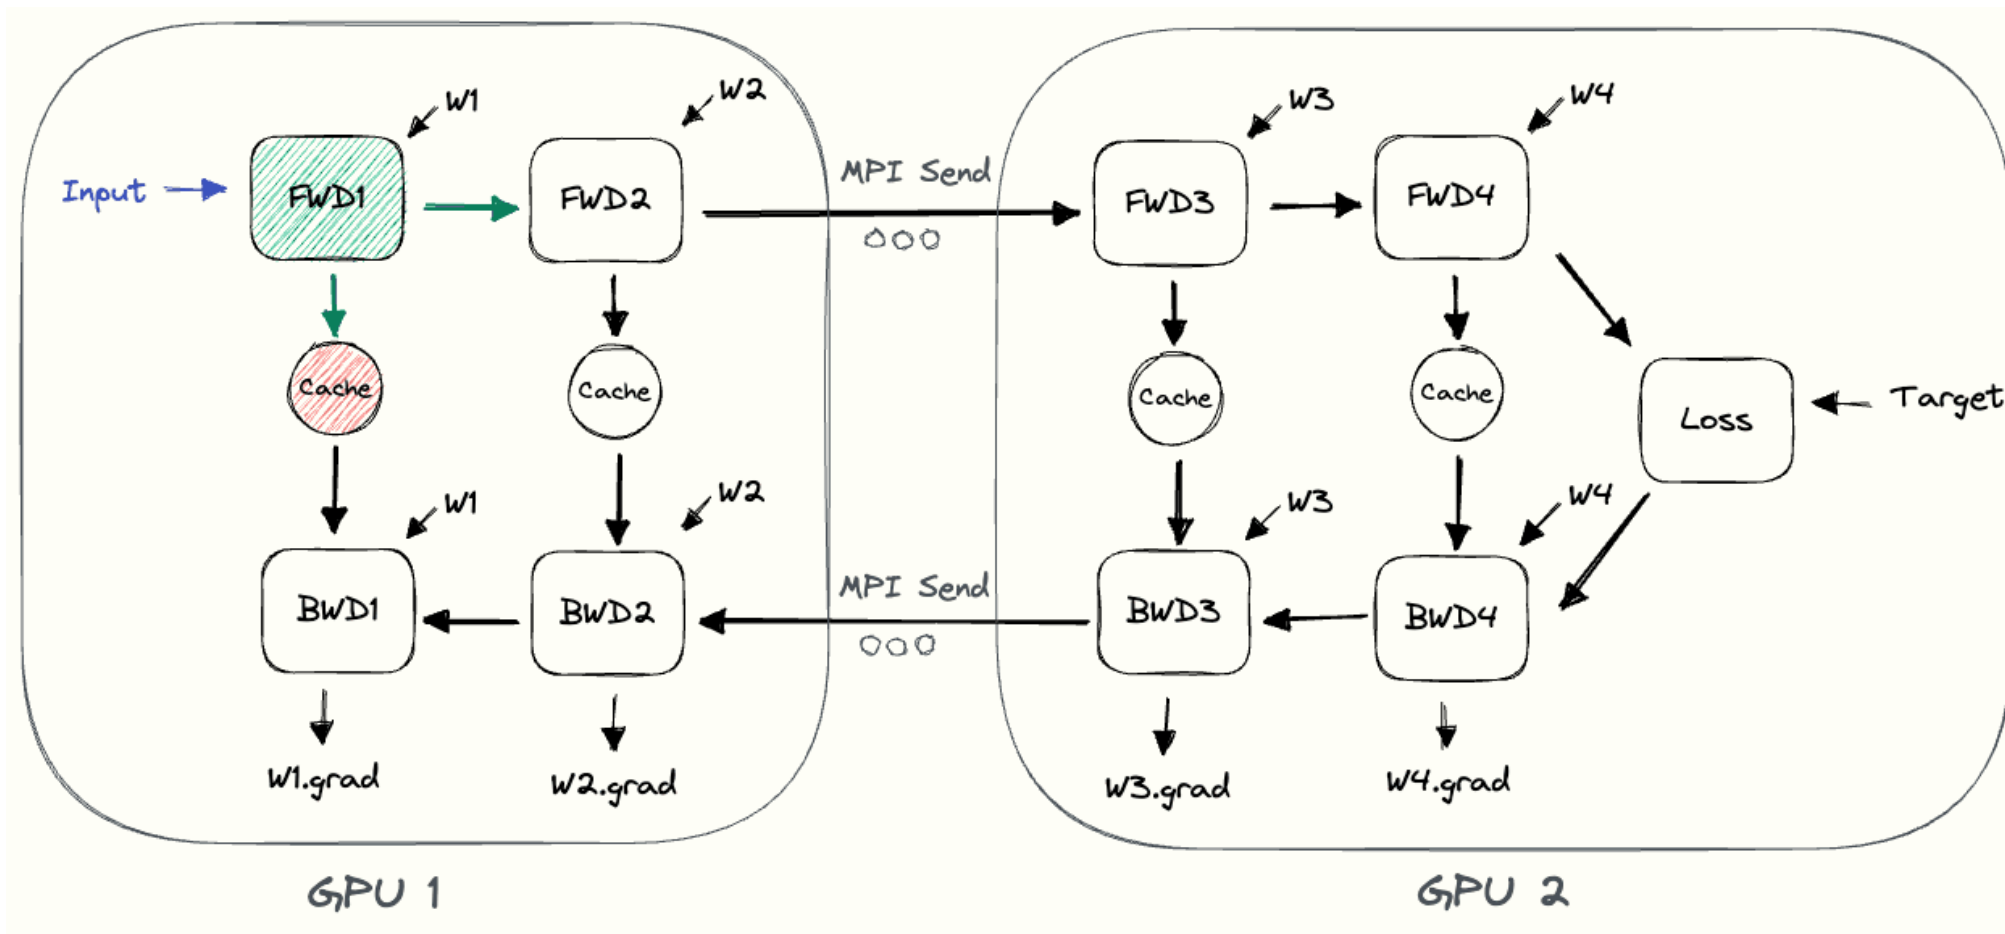 W1
W2
W3
W4
Input
FWD1
FWD2
MPI Send
FWD3
FWD4
Cache
Cache
Cache
Cache
Loss
Target
W1
W2
W3
W4
BWD1
BWD2
MPI Send
BWD3
BWD4
W1.grad
W2.grad
W3.grad
W4.grad
GPU 1
GPU 2